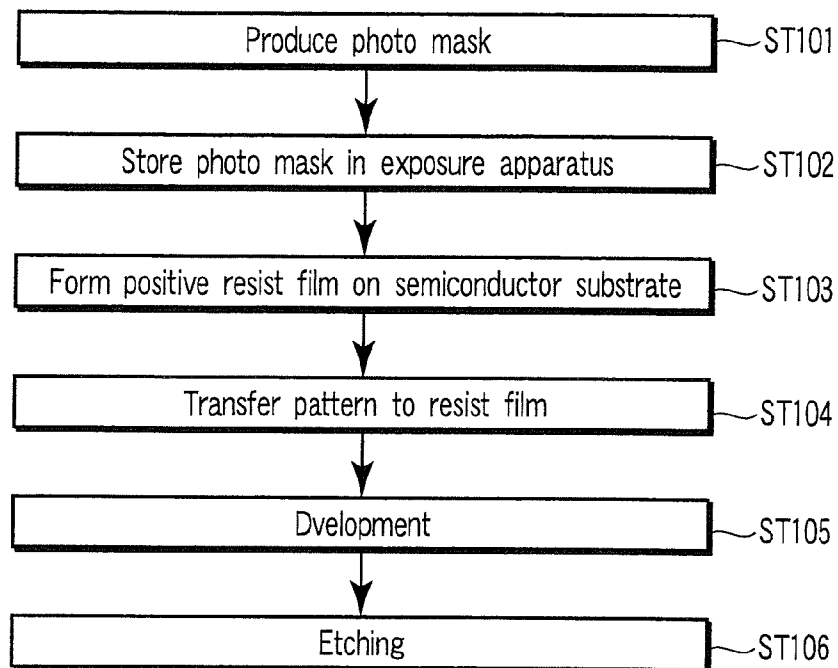 Produce photo mask ST101
Store photo mask in exposure apparatus ST102
Form positive resist film on semiconductor substrate ST103
Transfer pattern to resist film ST104
Dvelopment ST105
Etching ST106